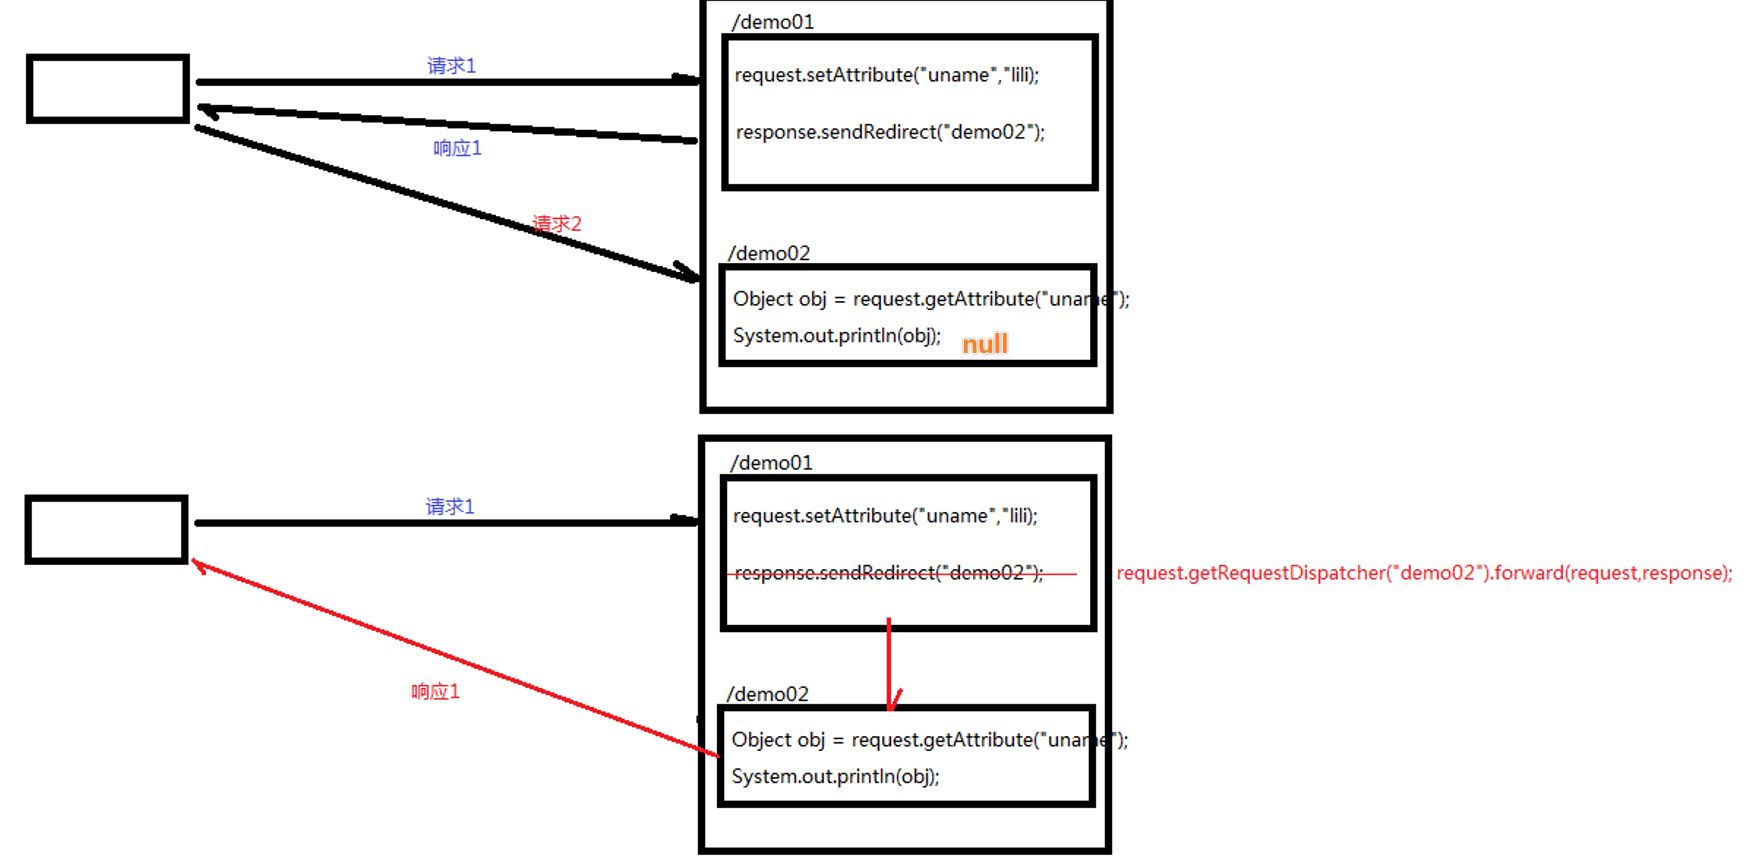 /demo01
请求1
request.setAttribute("uname","lili);
response.sendRedirect("demo02");
响应1
请求2
/demo02
Object obj = request.getAttribute("uname");
System.out.println(obj);
null
/demo01
请求1
request.setAttribute("uname","lili);
response.sendRedirect("demo02");
request.getRequestDispatcher("demo02").forward(request,response);
响应1
/demo02
Object obj = request.getAttribute("uname");
System.out.println(obj);